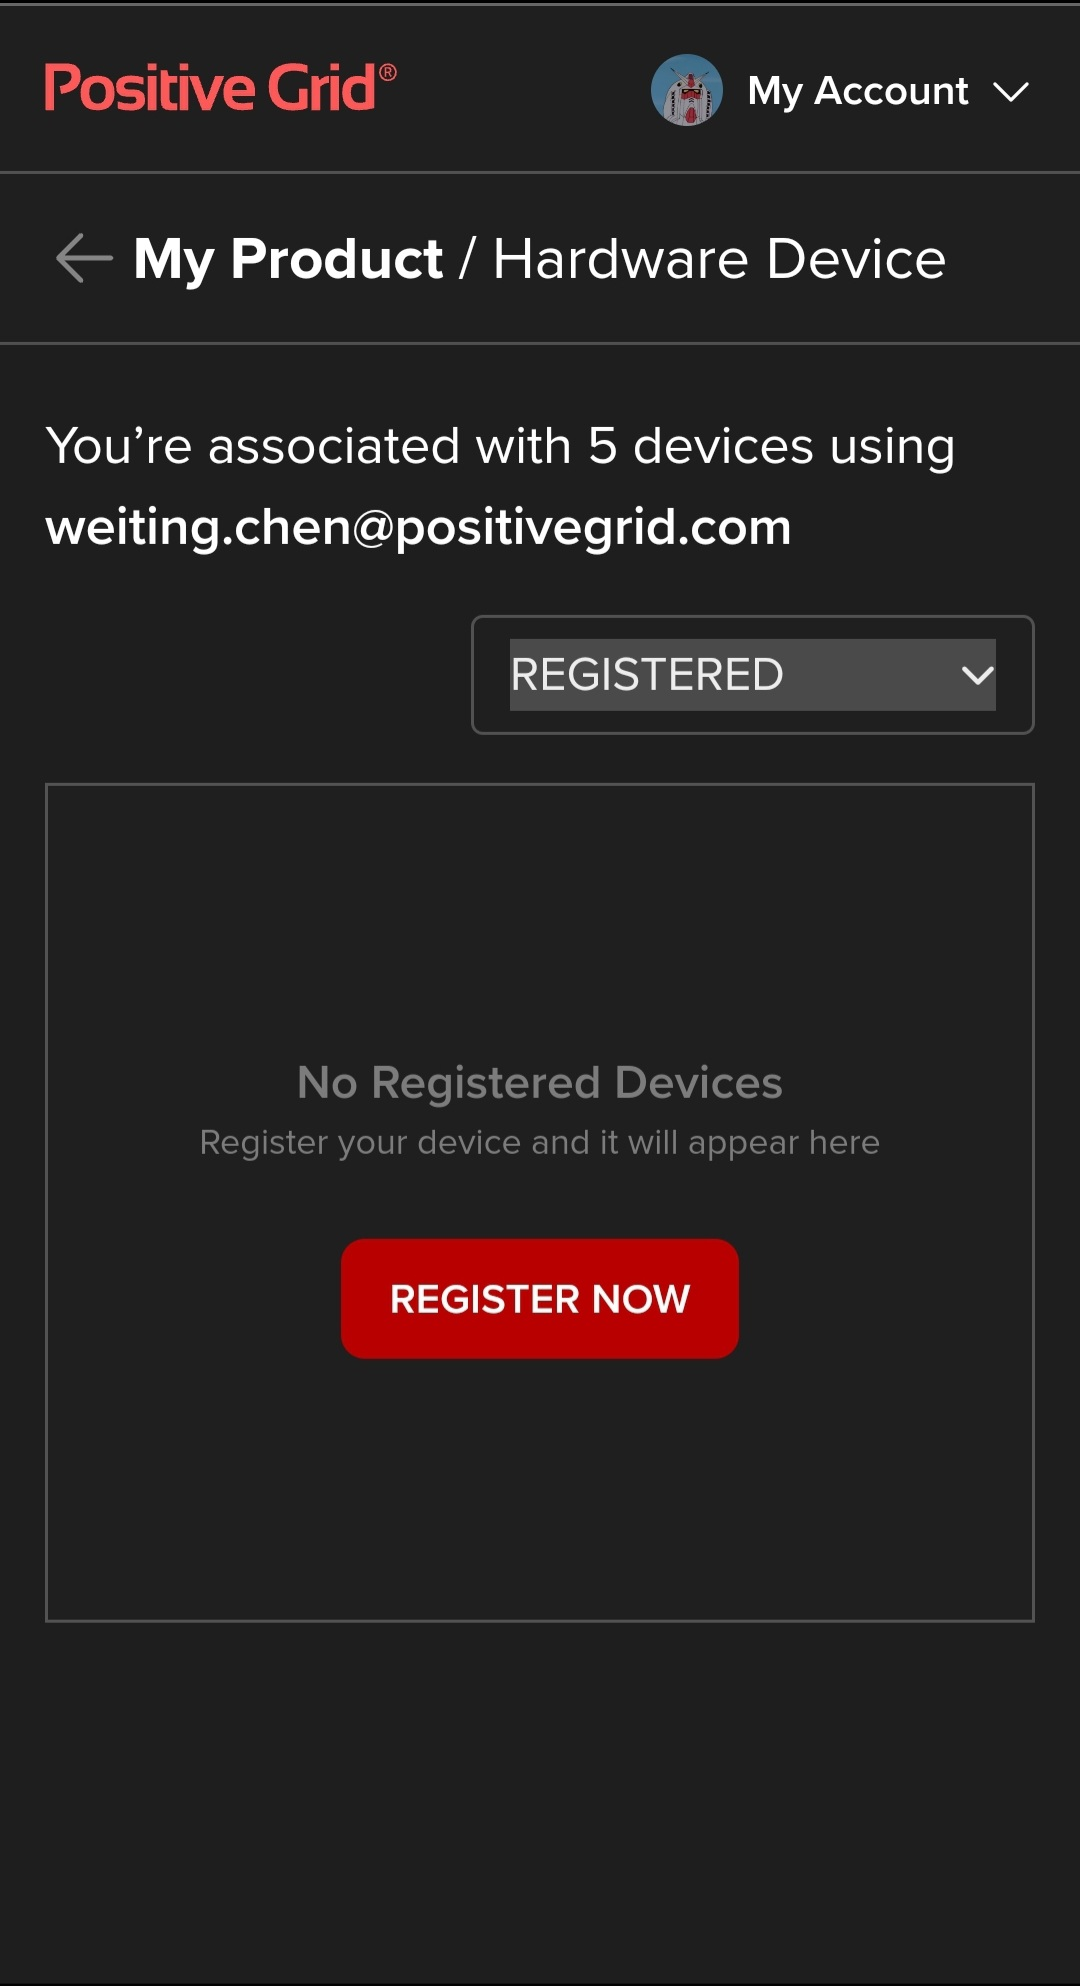 Positive Grid®
My Account
My Product / Hardware Device
You’re associated with 5 devices using
weiting.chen@positivegrid.com
REGISTERED
No Registered Devices
Register your device and it will appear here
REGISTER NOW